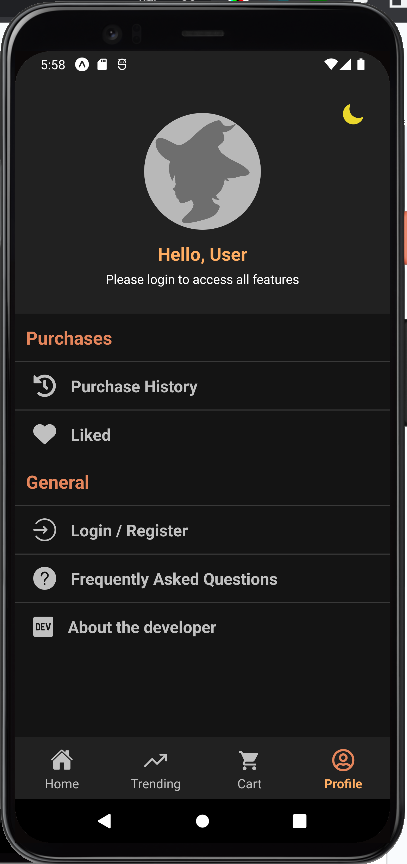 5:58
Hello, User
Please login to access all features
Purchases
Purchase History
Liked
General
Login / Register
Frequently Asked Questions
DEV About the developer
Home Trending Cart Profile